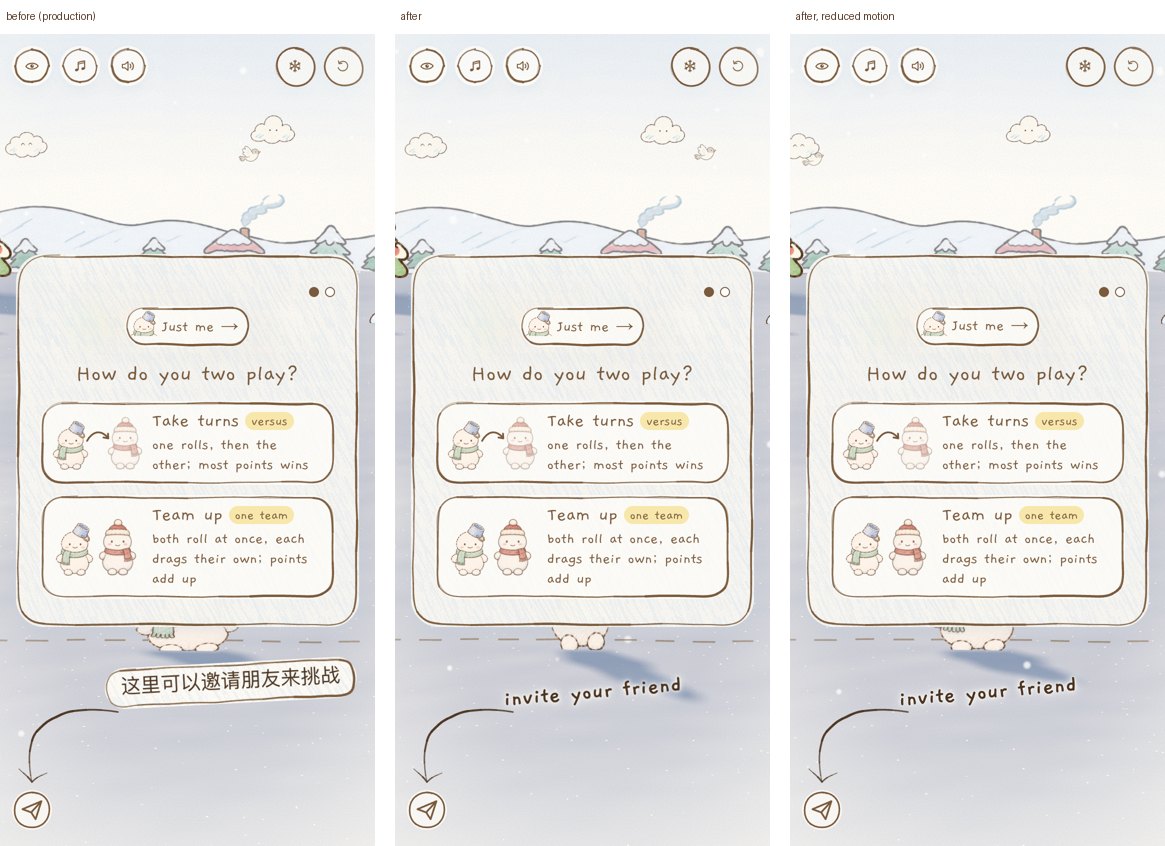 before (production)
after
after, reduced motion
Just me →
How do you two play?
Take turns versus
one rolls, then the
other; most points wins
Team up one team
both roll at once, each
drags their own; points
add up
这里可以邀请朋友来挑战
Just me →
How do you two play?
Take turns versus
one rolls, then the
other; most points wins
Team up one team
both roll at once, each
drags their own; points
add up
invite your friend
Just me →
How do you two play?
Take turns versus
one rolls, then the
other; most points wins
Team up one team
both roll at once, each
drags their own; points
add up
invite your friend